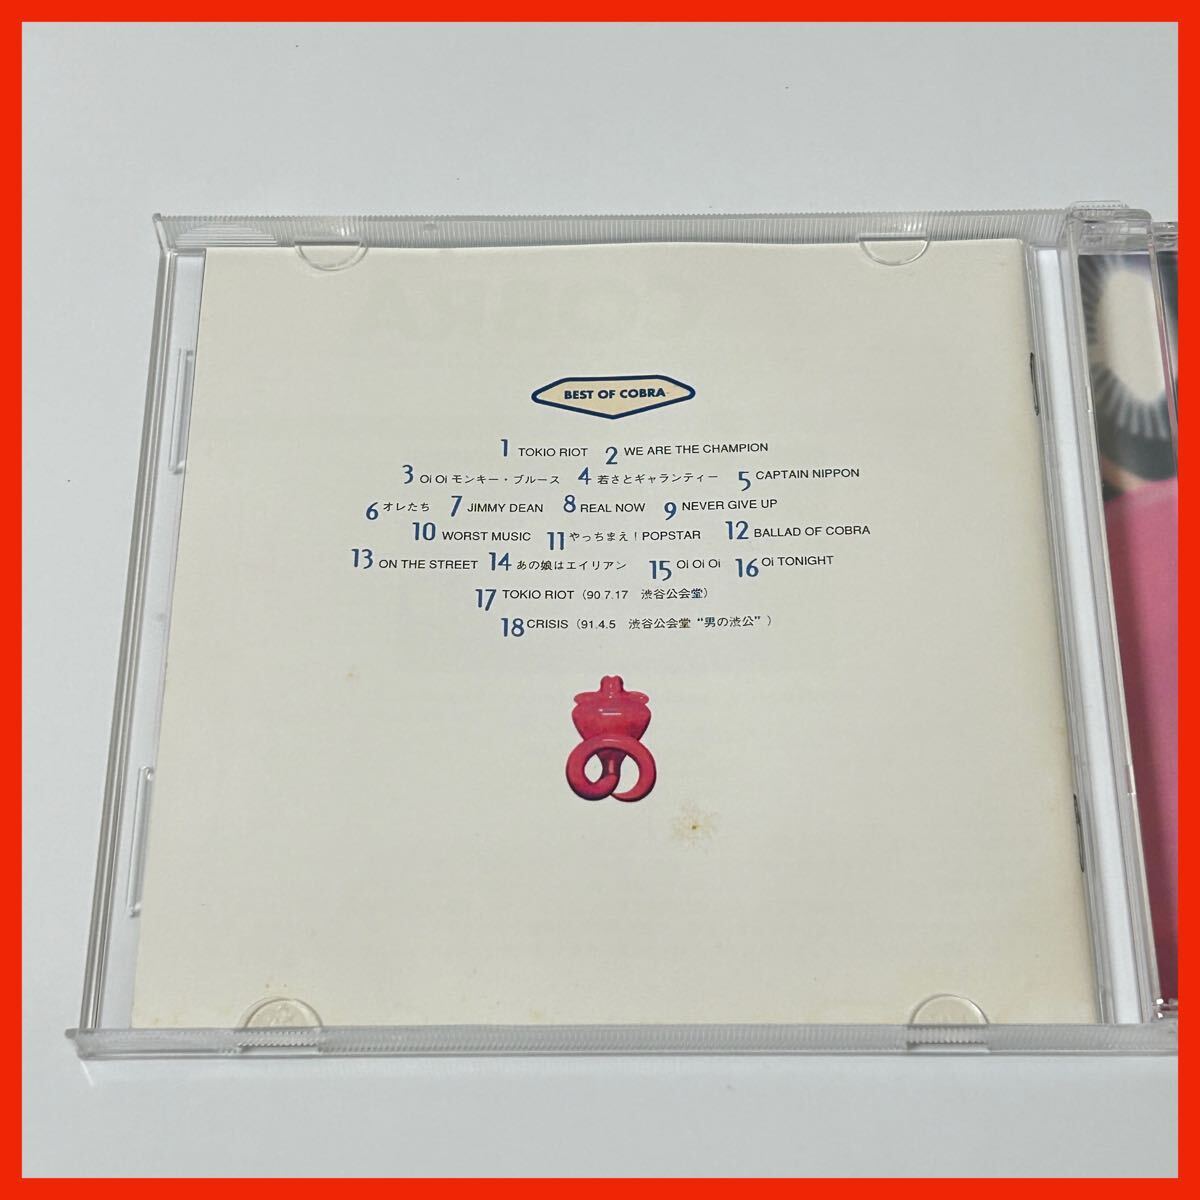 BEST OF COBRA
1 TOKIO RIOT 2 WE ARE THE CHAMPION
3 Oi Oi モンキー・ブルース 4 若さとギャランティー 5 CAPTAIN NIPPON
6 オレたち 7 JIMMY DEAN 8 REAL NOW 9 NEVER GIVE UP
10 WORST MUSIC 11 やっちまえ！POPSTAR 12 BALLAD OF COBRA
13 ON THE STREET 14 あの娘はエイリアン 15 Oi Oi Oi 16 Oi TONIGHT
17 TOKIO RIOT（90.7.17 渋谷公会堂）
18 CRISIS（91.4.5 渋谷公会堂“男の渋公”）